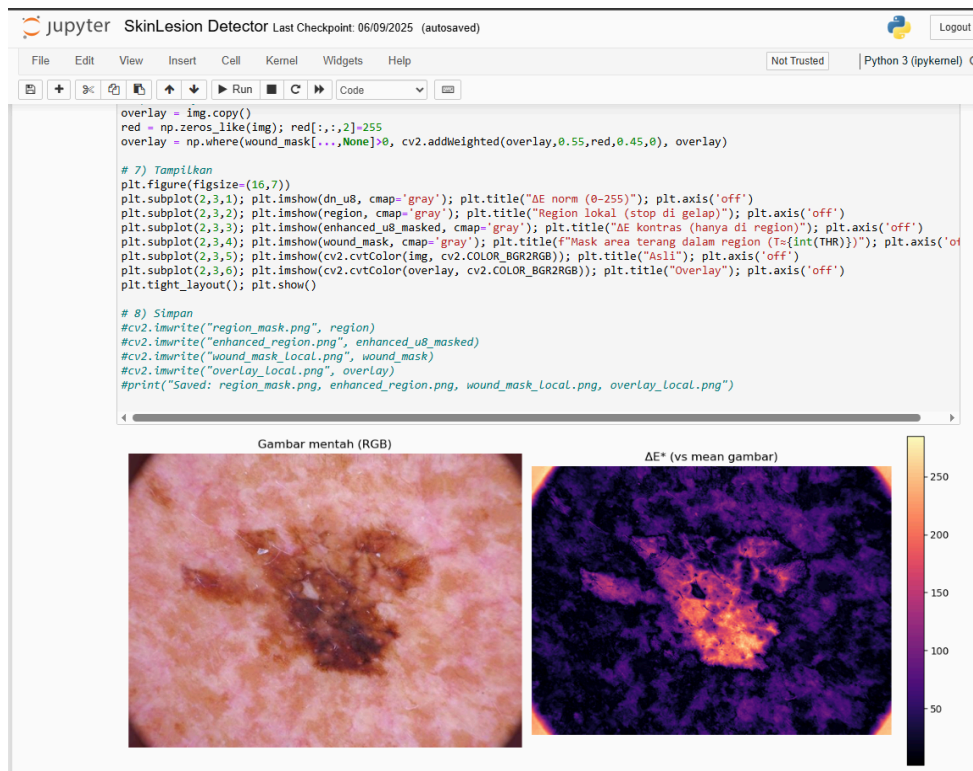 jupyter SkinLesion Detector Last Checkpoint: 06/09/2025 (autosaved)
Logout
File Edit View Insert Cell Kernel Widgets Help
Not Trusted
Python 3 (ipykernel)
Run
Code
overlay = img.copy()
red = np.zeros_like(img); red[:,:,2]=255
overlay = np.where(wound_mask[...,None]>0, cv2.addWeighted(overlay,0.55,red,0.45,0), overlay)
# 7) Tampilkan
plt.figure(figsize=(16,7))
plt.subplot(2,3,1); plt.imshow(dn_u8, cmap='gray'); plt.title("ΔE norm (0–255)"); plt.axis('off')
plt.subplot(2,3,2); plt.imshow(region, cmap='gray'); plt.title("Region lokal (stop di gelap)"); plt.axis('off')
plt.subplot(2,3,3); plt.imshow(enhanced_u8_masked, cmap='gray'); plt.title("ΔE kontras (hanya di region)"); plt.axis('off')
plt.subplot(2,3,4); plt.imshow(wound_mask, cmap='gray'); plt.title(f"Mask area terang dalam region (T≈{int(THR)})"); plt.axis('of
plt.subplot(2,3,5); plt.imshow(cv2.cvtColor(img, cv2.COLOR_BGR2RGB)); plt.title("Asli"); plt.axis('off')
plt.subplot(2,3,6); plt.imshow(cv2.cvtColor(overlay, cv2.COLOR_BGR2RGB)); plt.title("Overlay"); plt.axis('off')
plt.tight_layout(); plt.show()
# 8) Simpan
#cv2.imwrite("region_mask.png", region)
#cv2.imwrite("enhanced_region.png", enhanced_u8_masked)
#cv2.imwrite("wound_mask_local.png", wound_mask)
#cv2.imwrite("overlay_local.png", overlay)
#print("Saved: region_mask.png, enhanced_region.png, wound_mask_local.png, overlay_local.png")
Gambar mentah (RGB)
ΔE* (vs mean gambar)
250
200
150
100
50